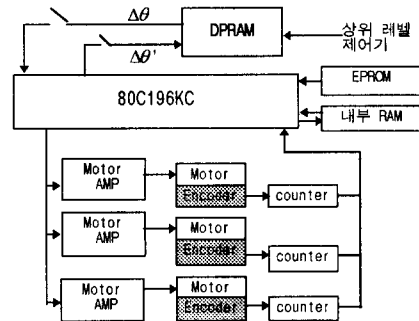 Δθ
DPRAM
상위 레벨
제어기
Δθ'
80C196KC
EPROM
내부 RAM
Motor
AMP
Motor
Encoder
counter
Motor
AMP
Motor
Encoder
counter
Motor
AMP
Motor
Encoder
counter